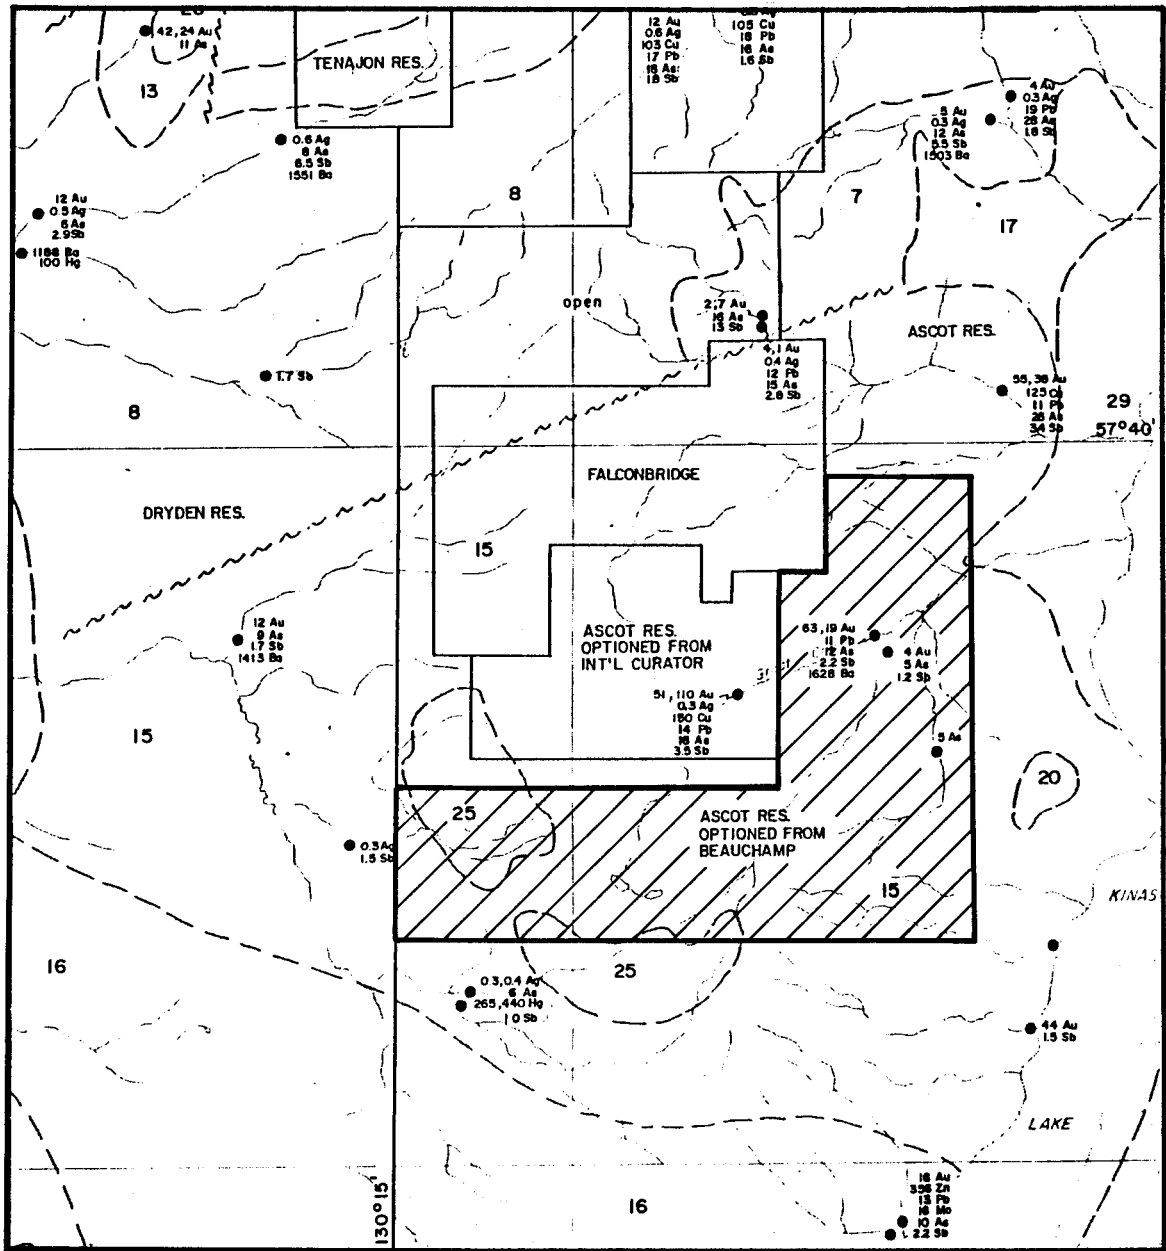 42,24 Au
11 As
13
TENAJON RES.
12 Au
0.6 Ag
103 Cu
17 Pb
18 As
1.8 Sb
105 Cu
18 Pb
16 As
1.6 Sb
4 Au
0.3 Ag
19 Pb
28 As
1.8 Sb
5 Au
0.3 Ag
12 As
5.5 Sb
1503 Ba
0.6 Ag
8 As
6.5 Sb
1551 Ba
8
7
17
12 Au
0.5 Ag
6 As
2.9 Sb
1188 Ba
100 Hg
open
2,7 Au
16 As
13 Sb
ASCOT RES.
4,1 Au
0.4 Ag
12 Pb
15 As
2.8 Sb
1.7 Sb
8
55,38 Au
125 Cu
11 Pb
28 As
34 Sb
29
57°40'
FALCONBRIDGE
DRYDEN RES.
15
12 Au
9 As
1.7 Sb
1413 Ba
ASCOT RES.
OPTIONED FROM
INT'L CURATOR
63,19 Au
11 Pb
12 As
2.2 Sb
1628 Ba
4 Au
5 As
1.2 Sb
51,110 Au
0.3 Ag
150 Cu
14 Pb
16 As
3.5 Sb
15
5 As
20
25
ASCOT RES.
OPTIONED FROM
BEAUCHAMP
0.3 Ag
1.5 Sb
15
KINAS
16
25
0.3,0.4 Ag
6 As
265,440 Hg
1.0 Sb
44 Au
1.5 Sb
LAKE
130°15'
16
16 Au
356 Zn
13 Pb
16 Mo
10 As
2.2 Sb